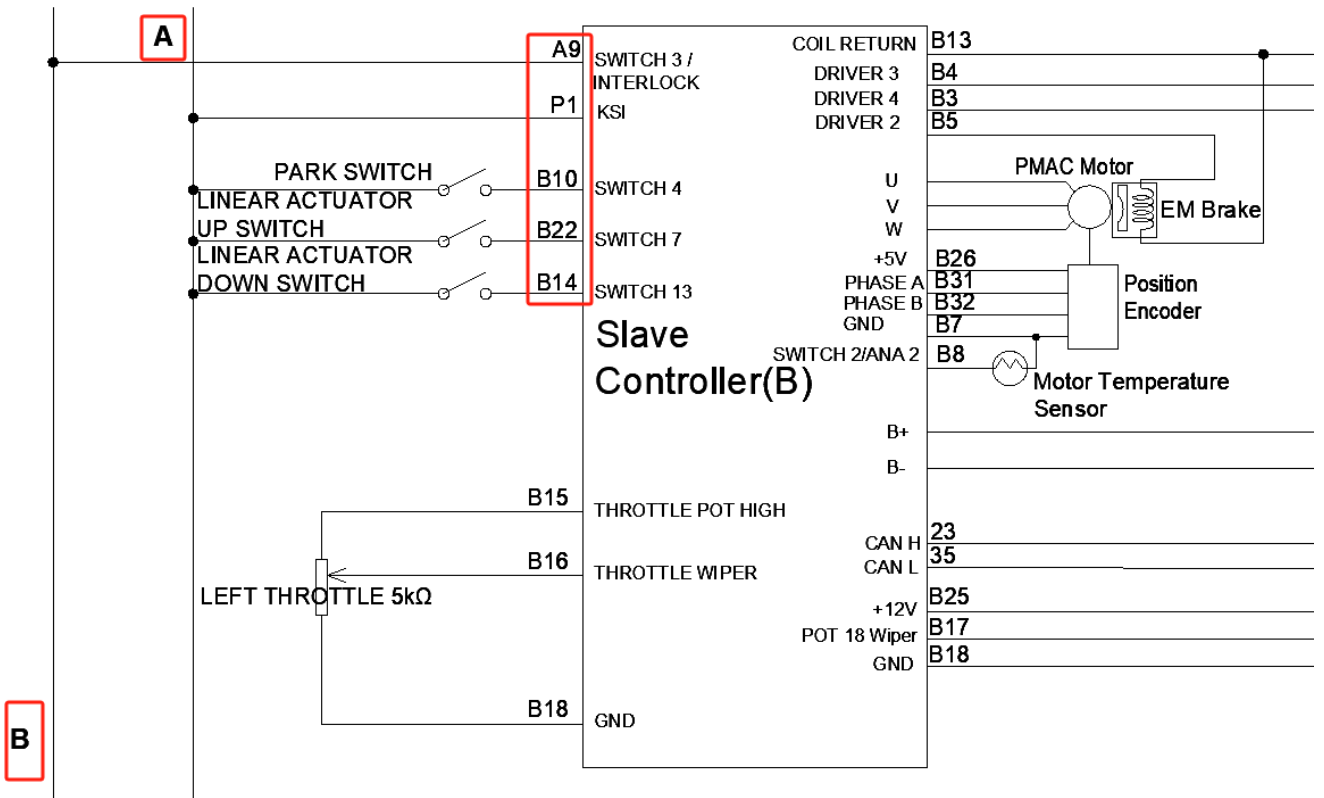 A
A9
SWITCH 3 /
INTERLOCK
P1
KSI
PARK SWITCH
B10
SWITCH 4
LINEAR ACTUATOR
UP SWITCH
B22
SWITCH 7
LINEAR ACTUATOR
DOWN SWITCH
B14
SWITCH 13
Slave
Controller(B)
B15
THROTTLE POT HIGH
B16
THROTTLE WIPER
LEFT THROTTLE 5kΩ
B18
GND
B
COIL RETURN
B13
DRIVER 3
B4
DRIVER 4
B3
DRIVER 2
B5
PMAC Motor
U
V
W
EM Brake
+5V
B26
PHASE A
B31
PHASE B
B32
GND
B7
Position
Encoder
SWITCH 2/ANA 2
B8
Motor Temperature
Sensor
B+
B-
CAN H
23
CAN L
35
+12V
B25
POT 18 Wiper
B17
GND
B18